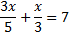 3x/5 + x/3 = 7